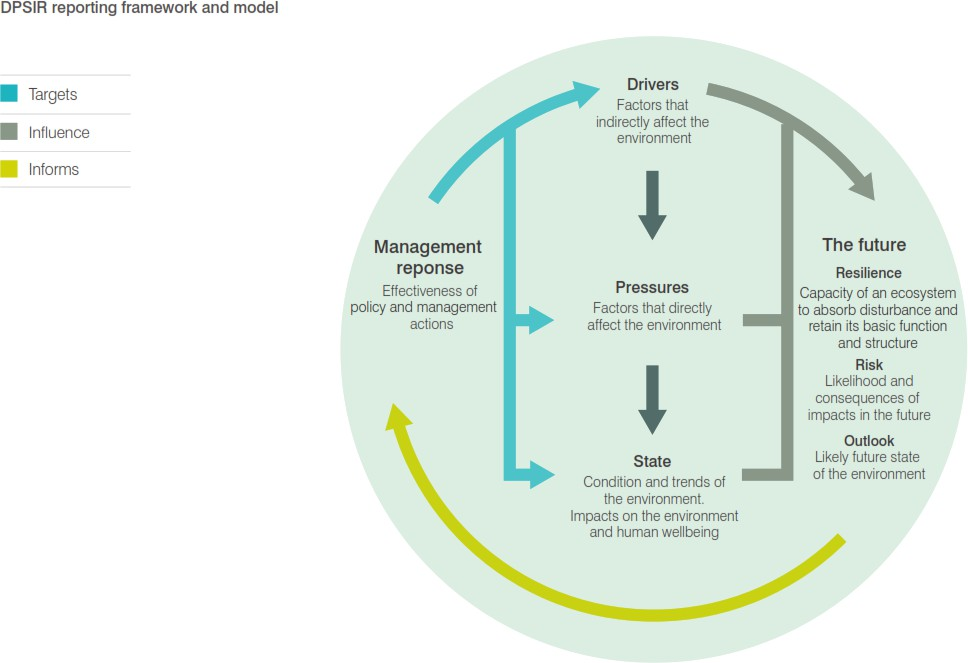 DPSIR reporting framework and model
Targets
Influence
Informs
Drivers
Factors that
indirectly affect the
environment
Management
reponse
Effectiveness of
policy and management
actions
Pressures
Factors that directly
affect the environment
State
Condition and trends of
the environment.
Impacts on the environment
and human wellbeing
The future
Resilience
Capacity of an ecosystem
to absorb disturbance and
retain its basic function
and structure
Risk
Likelihood and
consequences of
impacts in the future
Outlook
Likely future state
of the environment